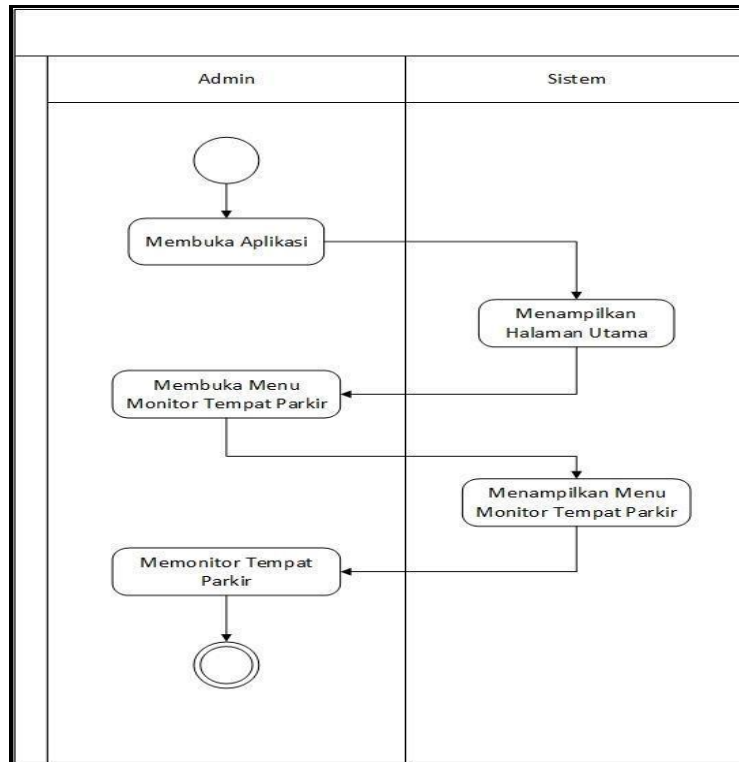 Admin
Sistem
Membuka Aplikasi
Menampilkan
Halaman Utama
Membuka Menu
Monitor Tempat Parkir
Menampilkan Menu
Monitor Tempat Parkir
Memonitor Tempat
Parkir